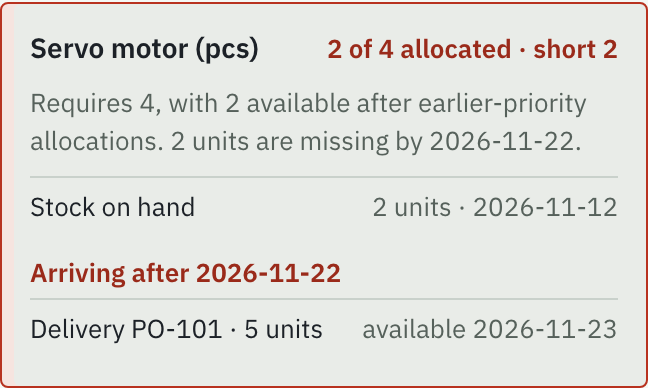 Servo motor (pcs) 2 of 4 allocated · short 2
Requires 4, with 2 available after earlier-priority
allocations. 2 units are missing by 2026-11-22.
Stock on hand 2 units · 2026-11-12
Arriving after 2026-11-22
Delivery PO-101 · 5 units available 2026-11-23